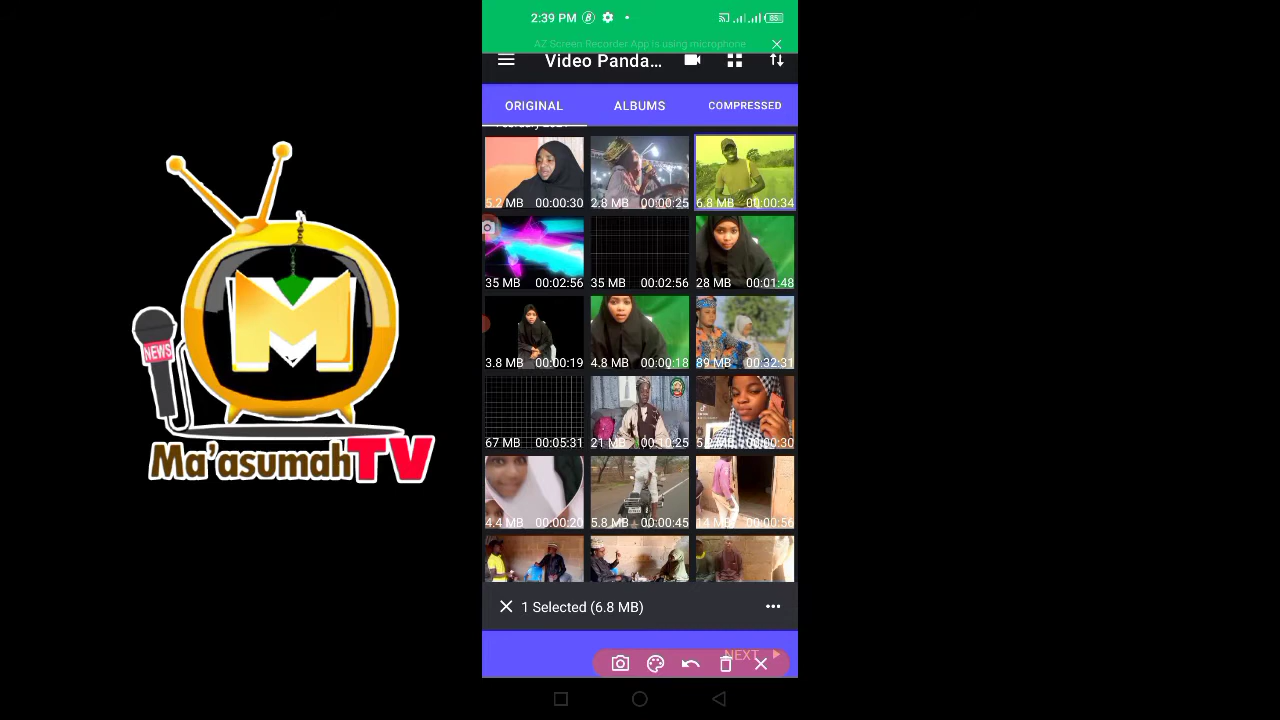 2:39 PM
85
AZ Screen Recorder App is using microphone
Video Panda...
ORIGINAL ALBUMS COMPRESSED
5.2 MB 00:00:30
2.8 MB 00:00:25
6.8 MB 00:00:34
35 MB 00:02:56
35 MB 00:02:56
28 MB 00:01:48
3.8 MB 00:00:19
4.8 MB 00:00:18
89 MB 00:32:31
67 MB 00:05:31
21 MB 00:10:25
00:00:30
4.4 MB 00:00:20
5.8 MB 00:00:45
14 MB 00:00:56
1 Selected (6.8 MB)
NEXT
M
NEWS
Ma'asumah TV